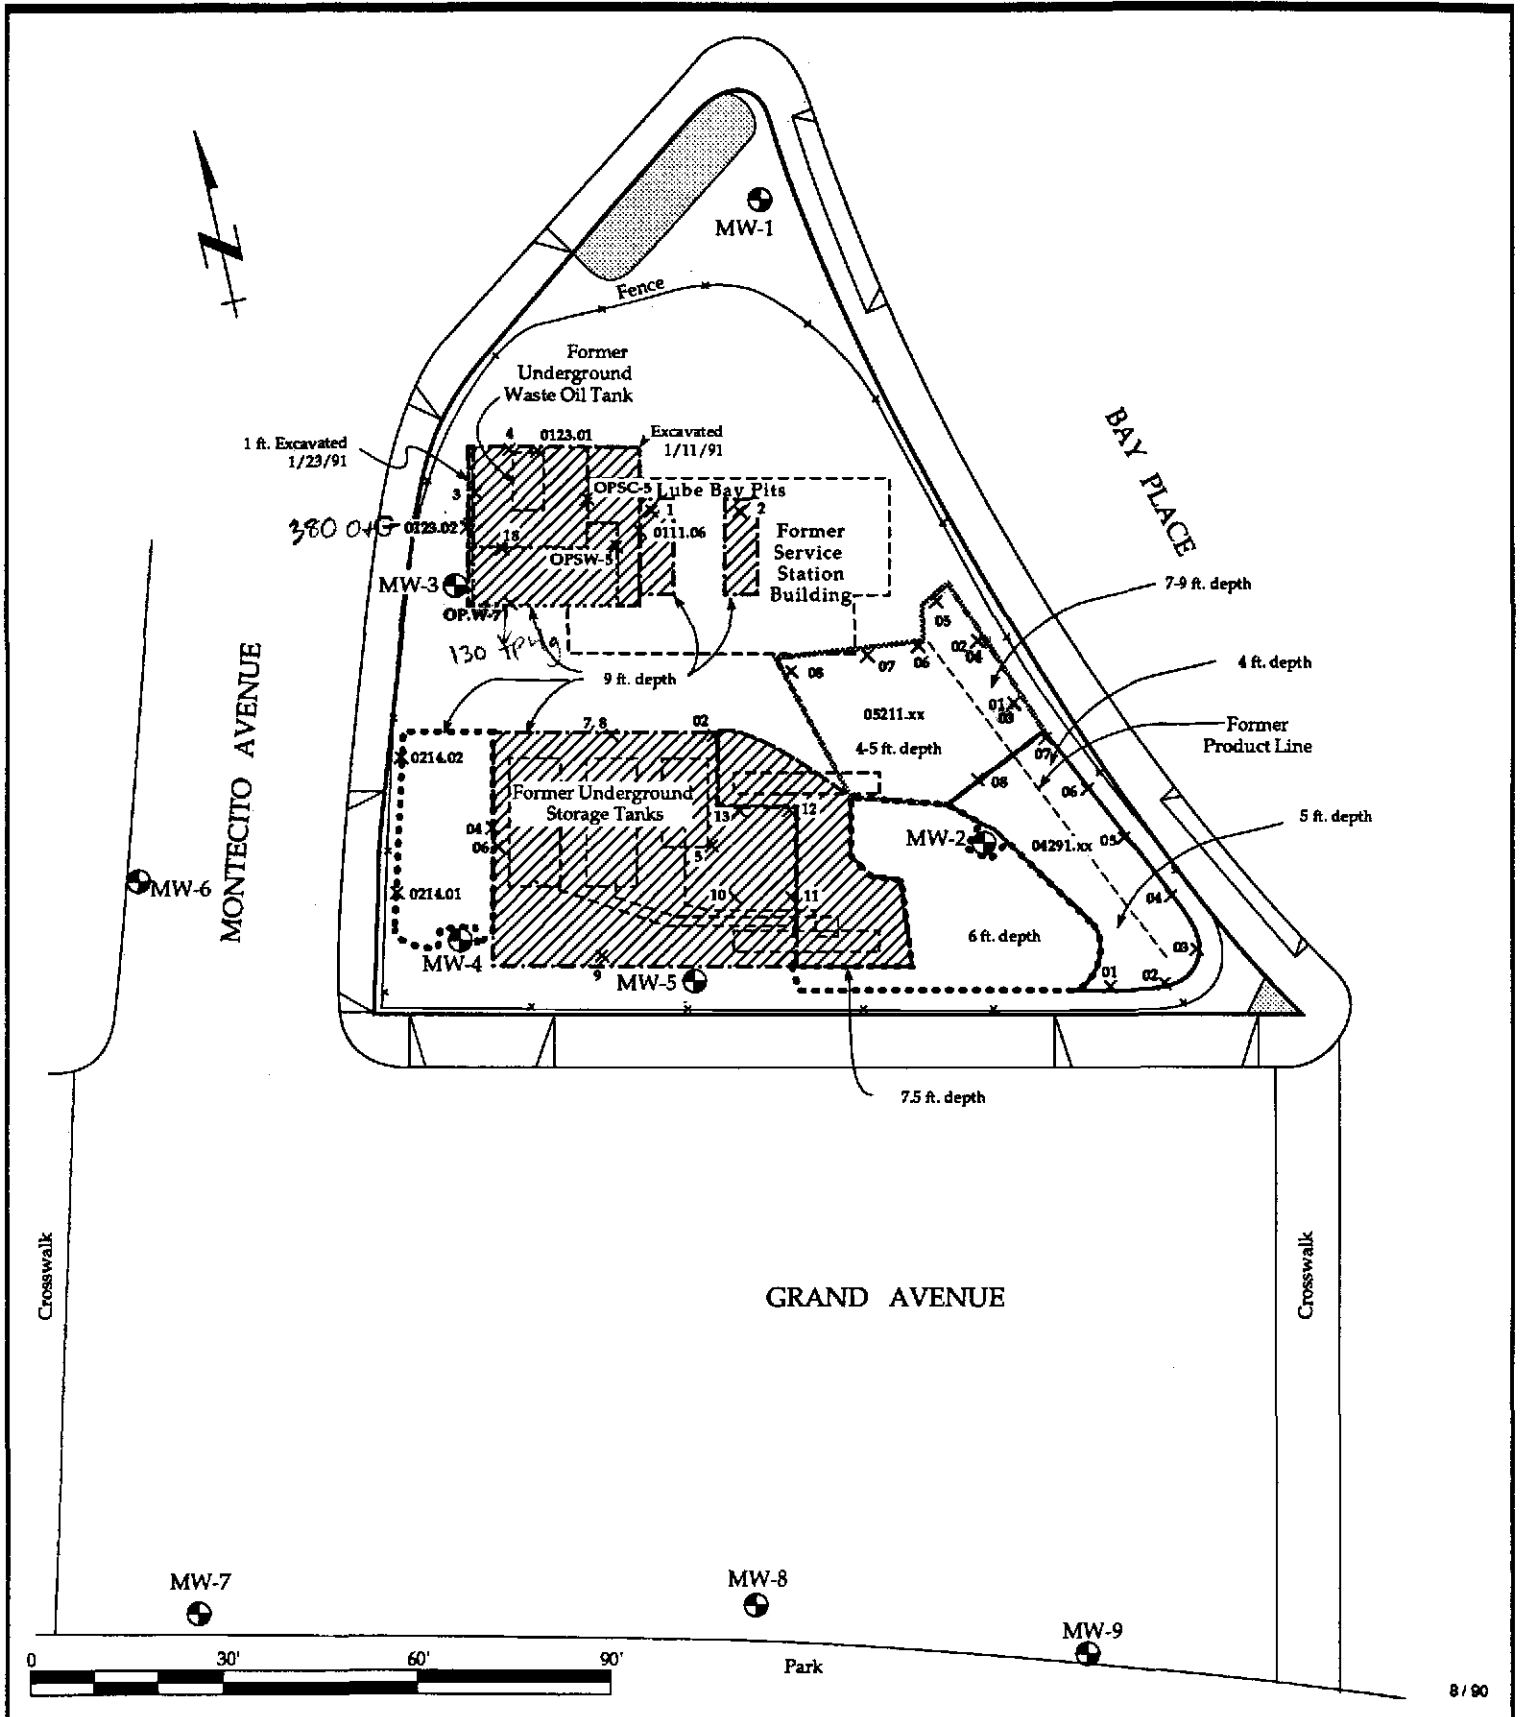 N
MW-1
Fence
Former
Underground
Waste Oil Tank
BAY PLACE
1 ft. Excavated
1/23/91
4
0123.01
Excavated
1/11/91
3
OPSC-5
Lube Bay Pits
1
2
380 O+G
0123.02
18
OPSW-5
0111.06
Former
Service
Station
Building
MW-3
OP.W-7
130 TPHg
7-9 ft. depth
05
02
04
06
07
08
4 ft. depth
9 ft. depth
01
03
05211.xx
4-5 ft. depth
Former
Product Line
MONTECITO AVENUE
7, 8
02
07
0214.02
08
06
Former Underground
Storage Tanks
13
12
5 ft. depth
04
06
5
MW-2
04291.xx
05
MW-6
0214.01
10
11
04
6 ft. depth
03
MW-4
9
MW-5
01
02
7.5 ft. depth
Crosswalk
GRAND AVENUE
Crosswalk
MW-7
MW-8
MW-9
0
30'
60'
90'
Park
8 / 90